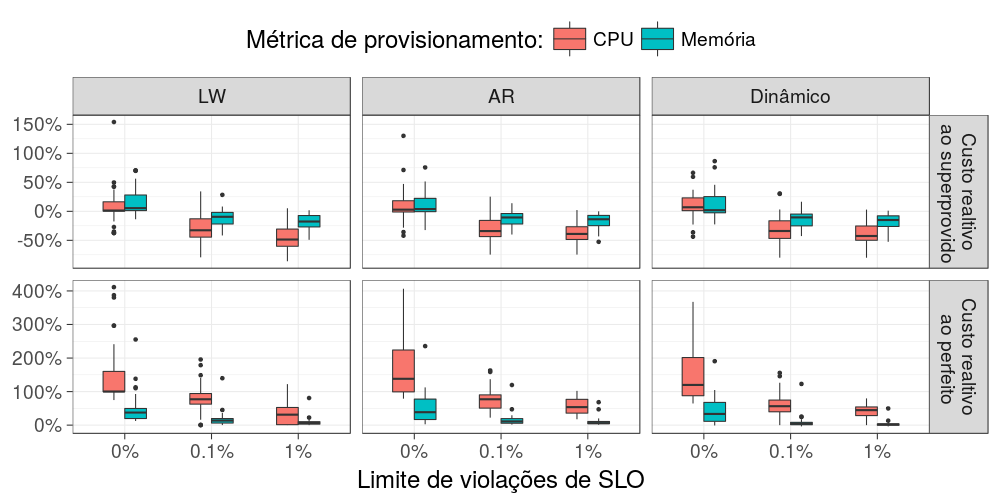 Métrica de provisionamento: CPU Memória
LW AR Dinâmico
150%
100%
50%
0%
-50%
Custo realtivo
ao superprovido
400%
300%
200%
100%
0%
Custo realtivo
ao perfeito
0% 0.1% 1% 0% 0.1% 1% 0% 0.1% 1%
Limite de violações de SLO